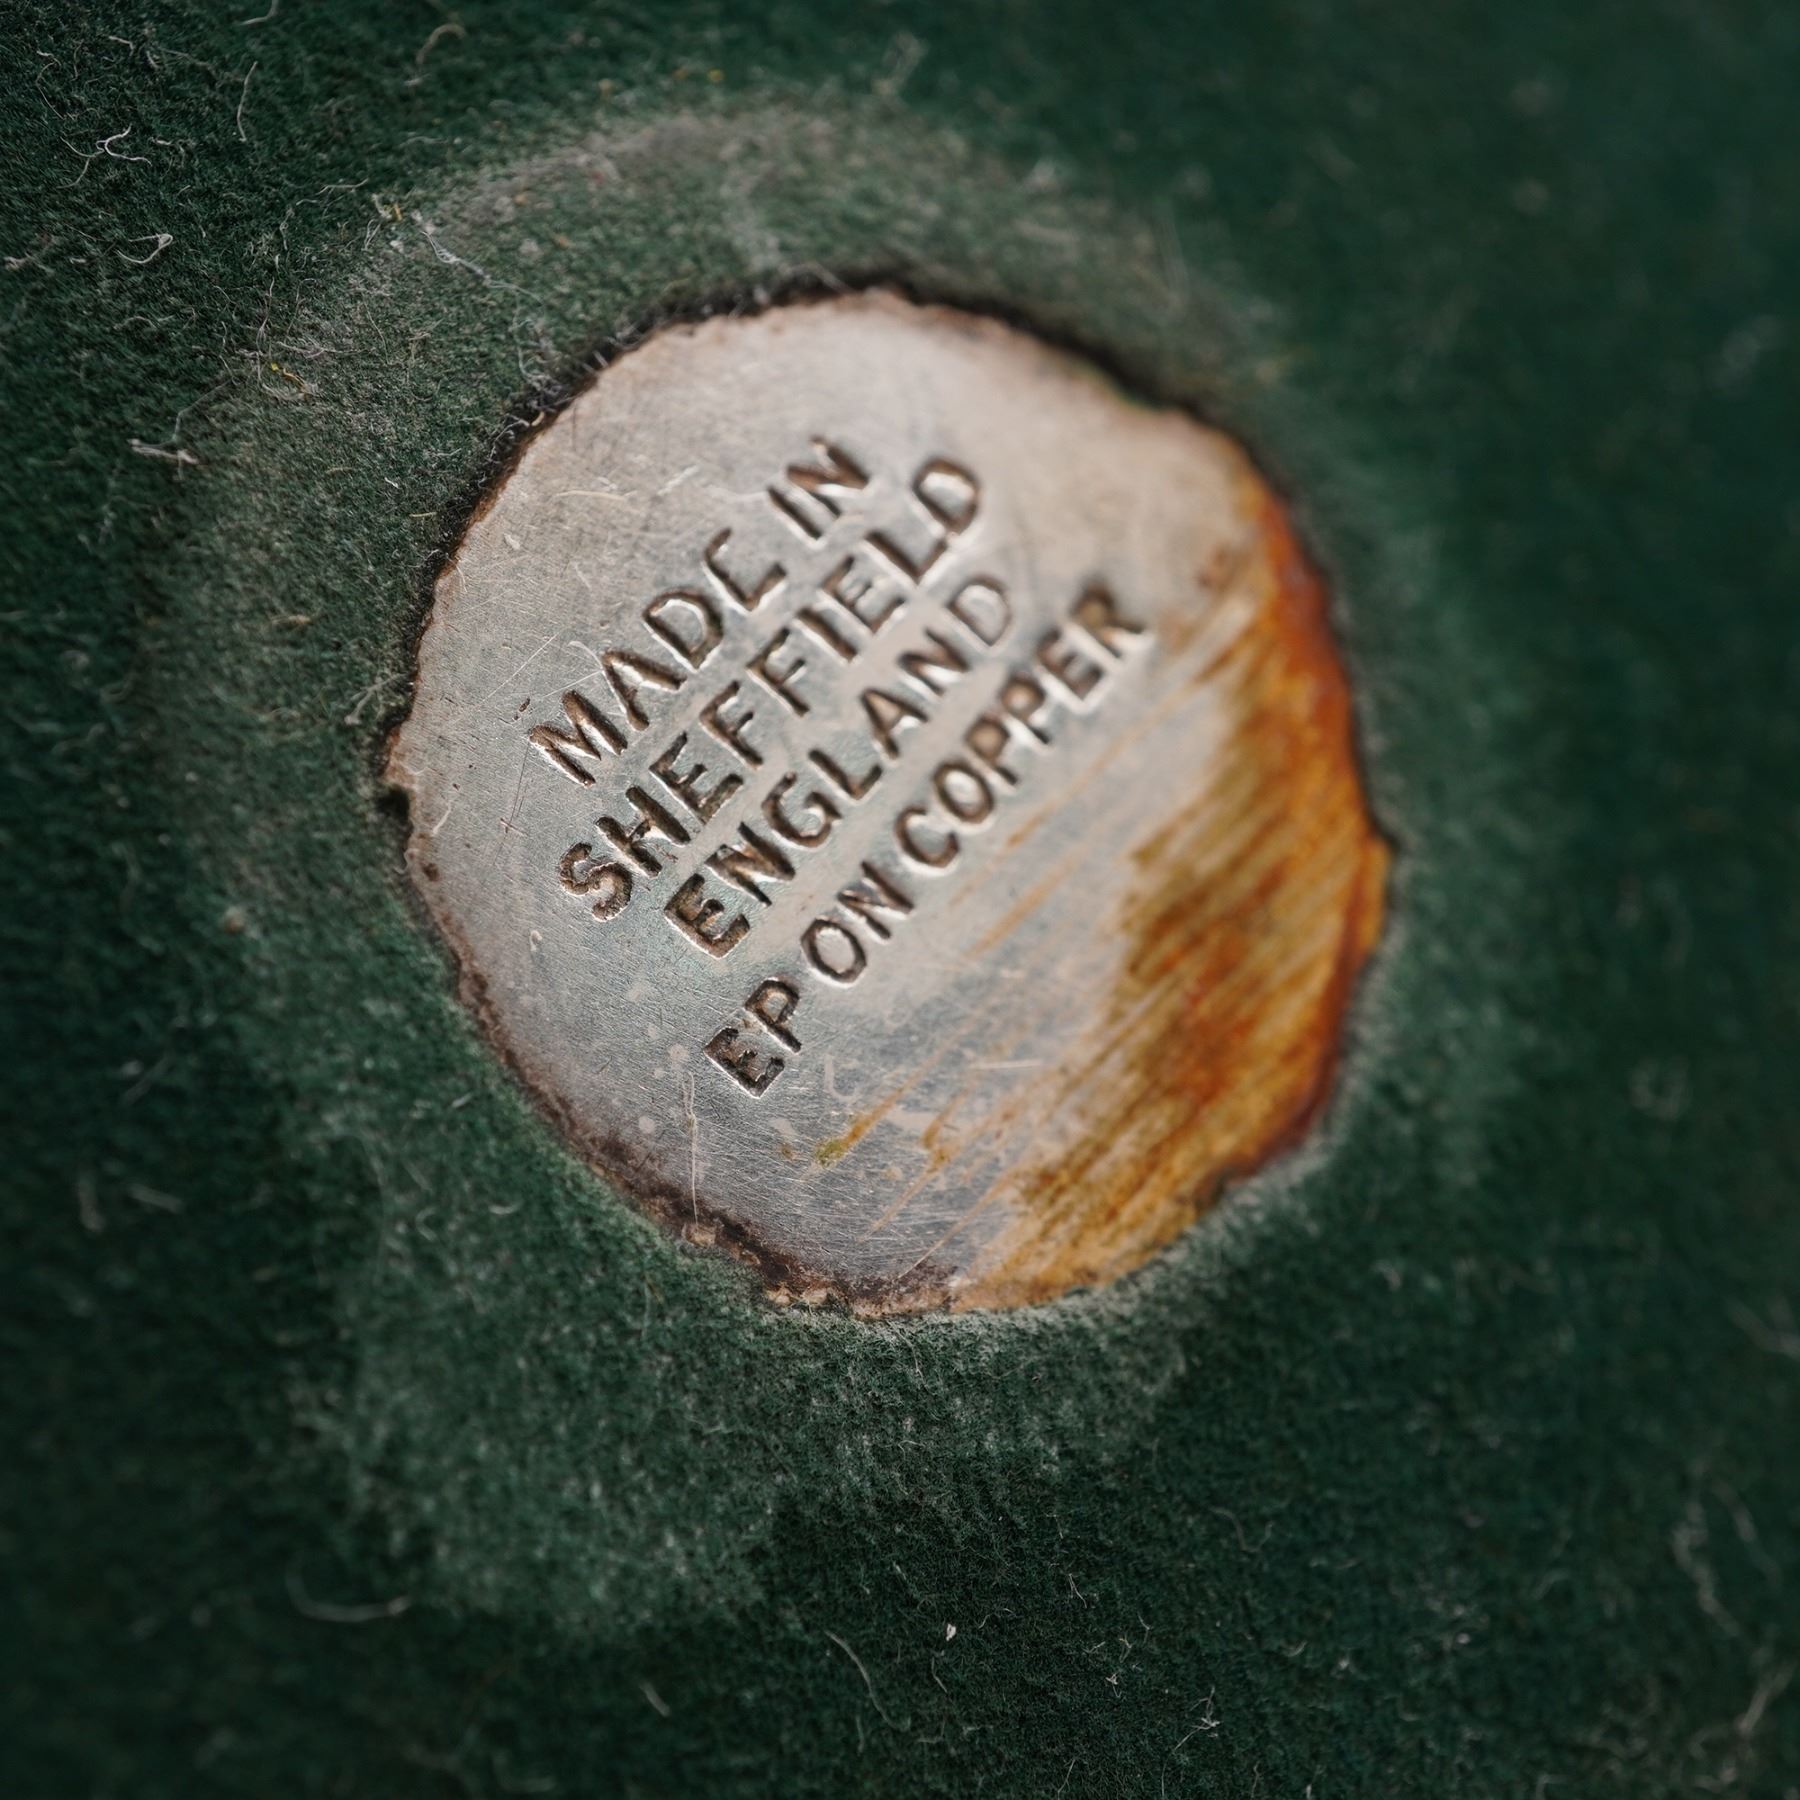 MADE IN
SHEFFIELD
ENGLAND
EP ON COPPER